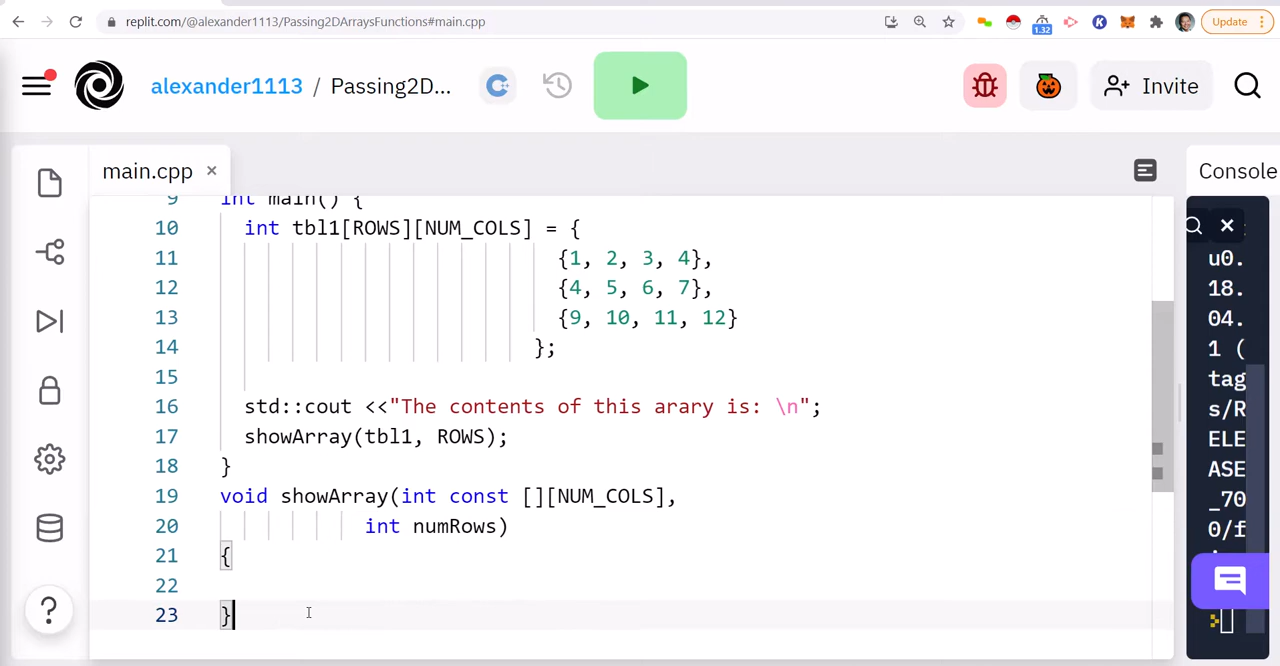 replit.com/@alexander1113/Passing2DArraysFunctions#main.cpp
1.32
K
Update
alexander1113 / Passing2D...
C
Invite
main.cpp ×
Console
9 int main() {
10 int tbl1[ROWS][NUM_COLS] = {
11 {1, 2, 3, 4},
12 {4, 5, 6, 7},
13 {9, 10, 11, 12}
14 };
15
16 std::cout <<"The contents of this arary is: \n";
17 showArray(tbl1, ROWS);
18 }
19 void showArray(int const [][NUM_COLS],
20 int numRows)
21 {
22
23 }
u0.
18.
04.
1 (
tag
s/R
ELE
ASE
_70
0/f
?